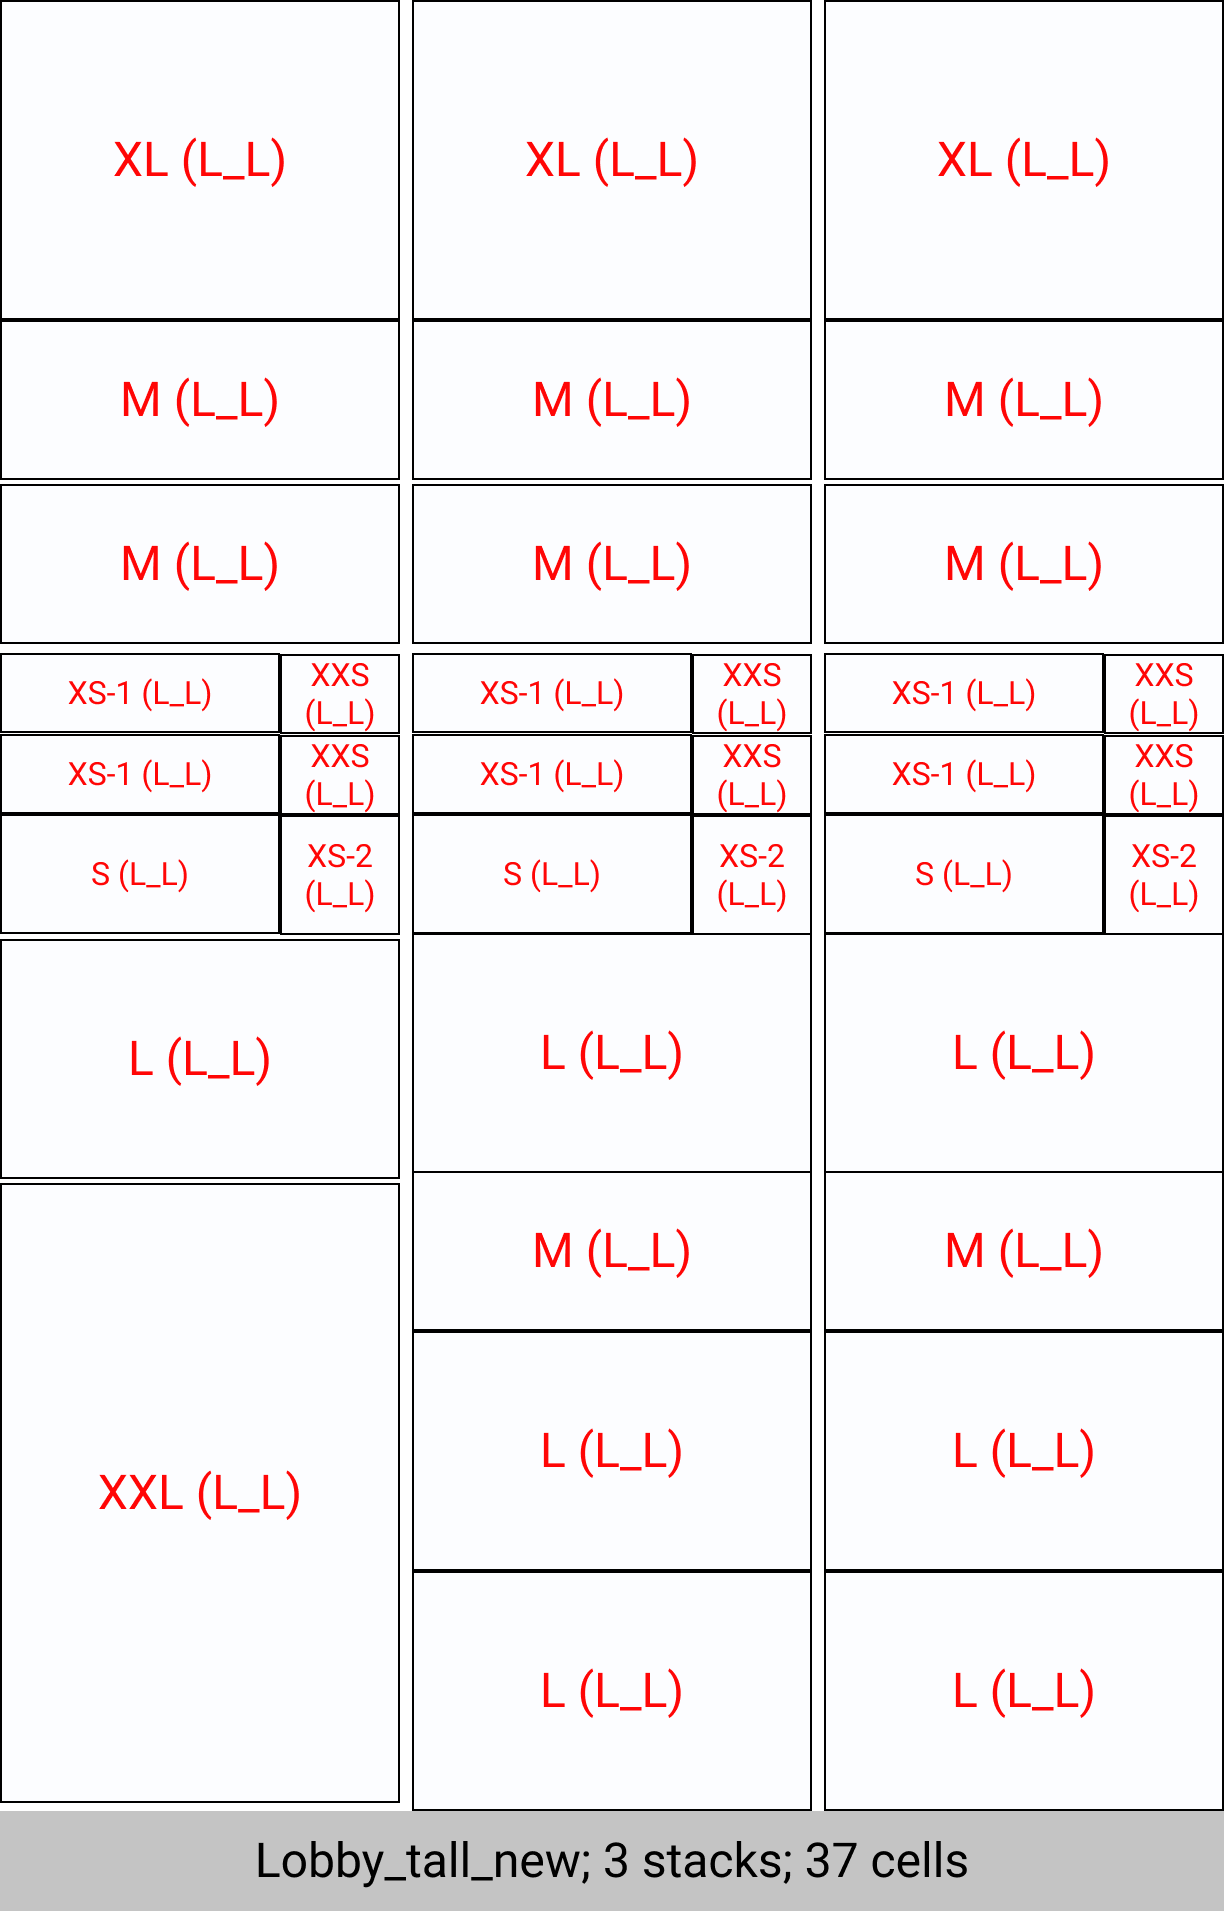 XL (L_L) XL (L_L) XL (L_L)
M (L_L) M (L_L) M (L_L)
M (L_L) M (L_L) M (L_L)
XS-1 (L_L) XXS (L_L) XS-1 (L_L) XXS (L_L) XS-1 (L_L) XXS (L_L)
XS-1 (L_L) XXS (L_L) XS-1 (L_L) XXS (L_L) XS-1 (L_L) XXS (L_L)
S (L_L) XS-2 (L_L) S (L_L) XS-2 (L_L) S (L_L) XS-2 (L_L)
L (L_L) L (L_L) L (L_L)
M (L_L) M (L_L)
XXL (L_L) L (L_L) L (L_L)
L (L_L) L (L_L)
Lobby_tall_new; 3 stacks; 37 cells